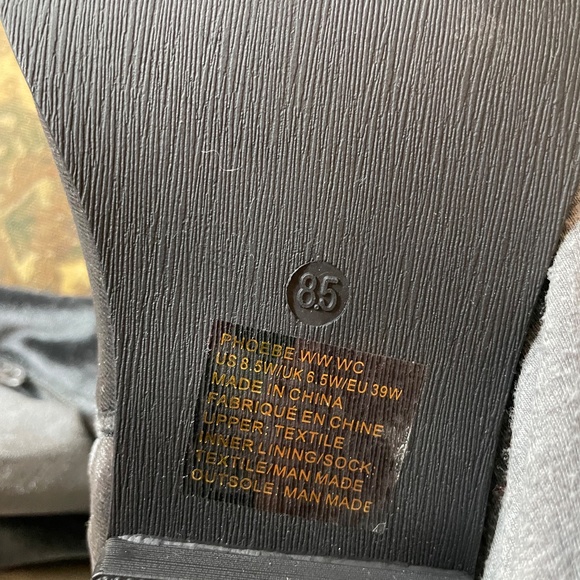 8.5
PHOEBE WW WC
US 8.5W/UK 6.5W/EU 39W
MADE IN CHINA
FABRIQUÉ EN CHINE
UPPER: TEXTILE
INNER LINING/SOCK:
TEXTILE/MAN MADE
OUTSOLE: MAN MADE